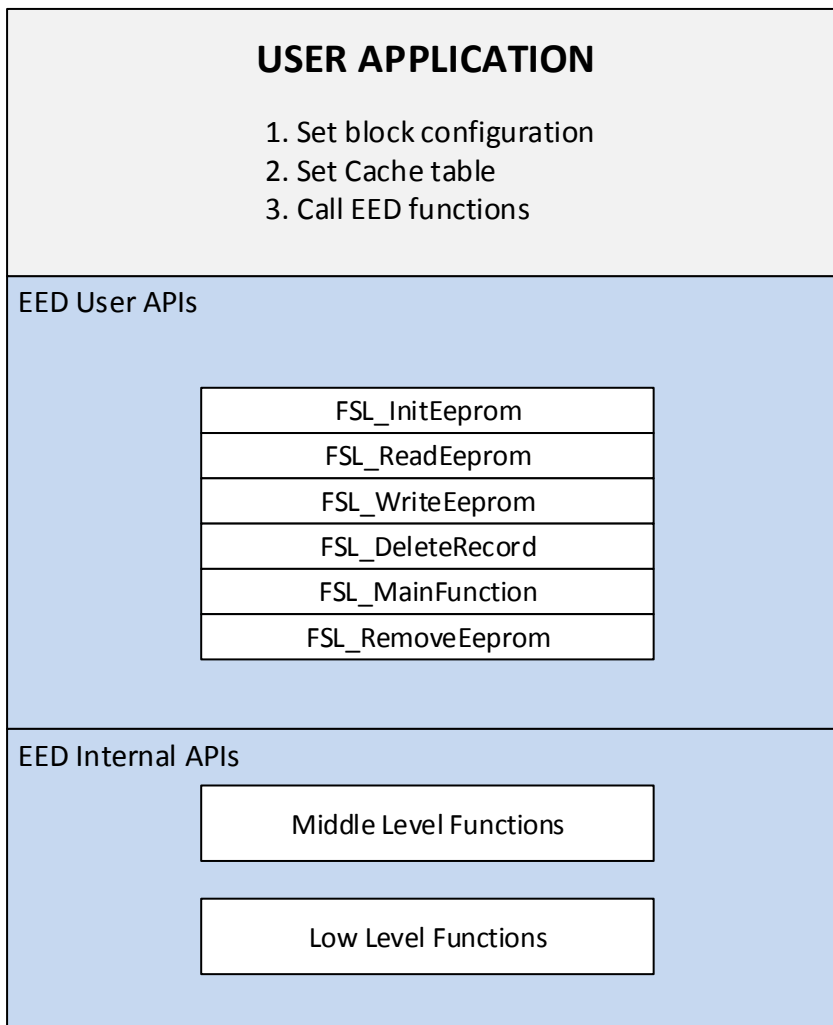 USER APPLICATION
1. Set block configuration
2. Set Cache table
3. Call EED functions
EED User APIs
FSL_InitEeprom
FSL_ReadEeprom
FSL_WriteEeprom
FSL_DeleteRecord
FSL_MainFunction
FSL_RemoveEeprom
EED Internal APIs
Middle Level Functions
Low Level Functions